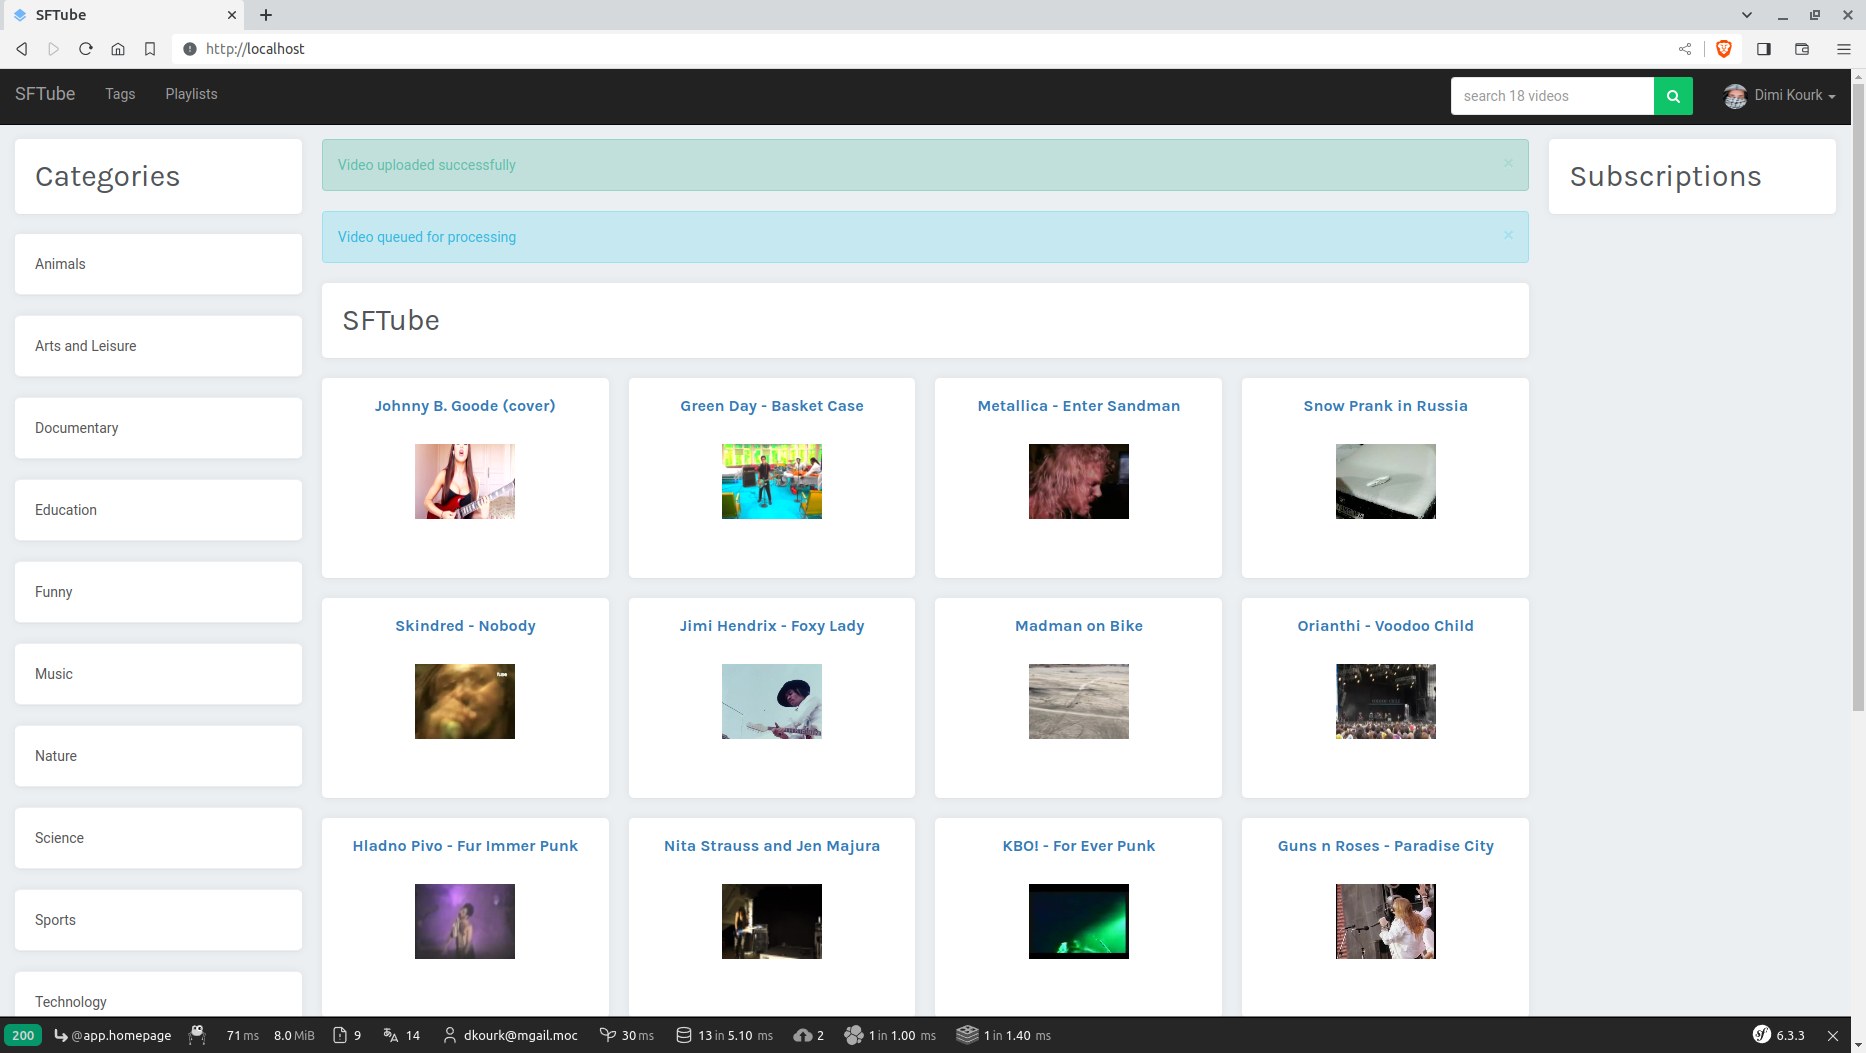 SFTube
http://localhost
SFTube Tags Playlists search 18 videos Dimi Kourk
Categories
Animals
Arts and Leisure
Documentary
Education
Funny
Music
Nature
Science
Sports
Technology
Video uploaded successfully ×
Video queued for processing ×
SFTube
Johnny B. Goode (cover) Green Day - Basket Case Metallica - Enter Sandman Snow Prank in Russia
Skindred - Nobody Jimi Hendrix - Foxy Lady Madman on Bike Orianthi - Voodoo Child
Hladno Pivo - Fur Immer Punk Nita Strauss and Jen Majura KBO! - For Ever Punk Guns n Roses - Paradise City
Subscriptions
200 @app.homepage 71 ms 8.0 MiB 9 14 dkourk@mgail.moc 30 ms 13 in 5.10 ms 2 1 in 1.00 ms 1 in 1.40 ms sf 6.3.3